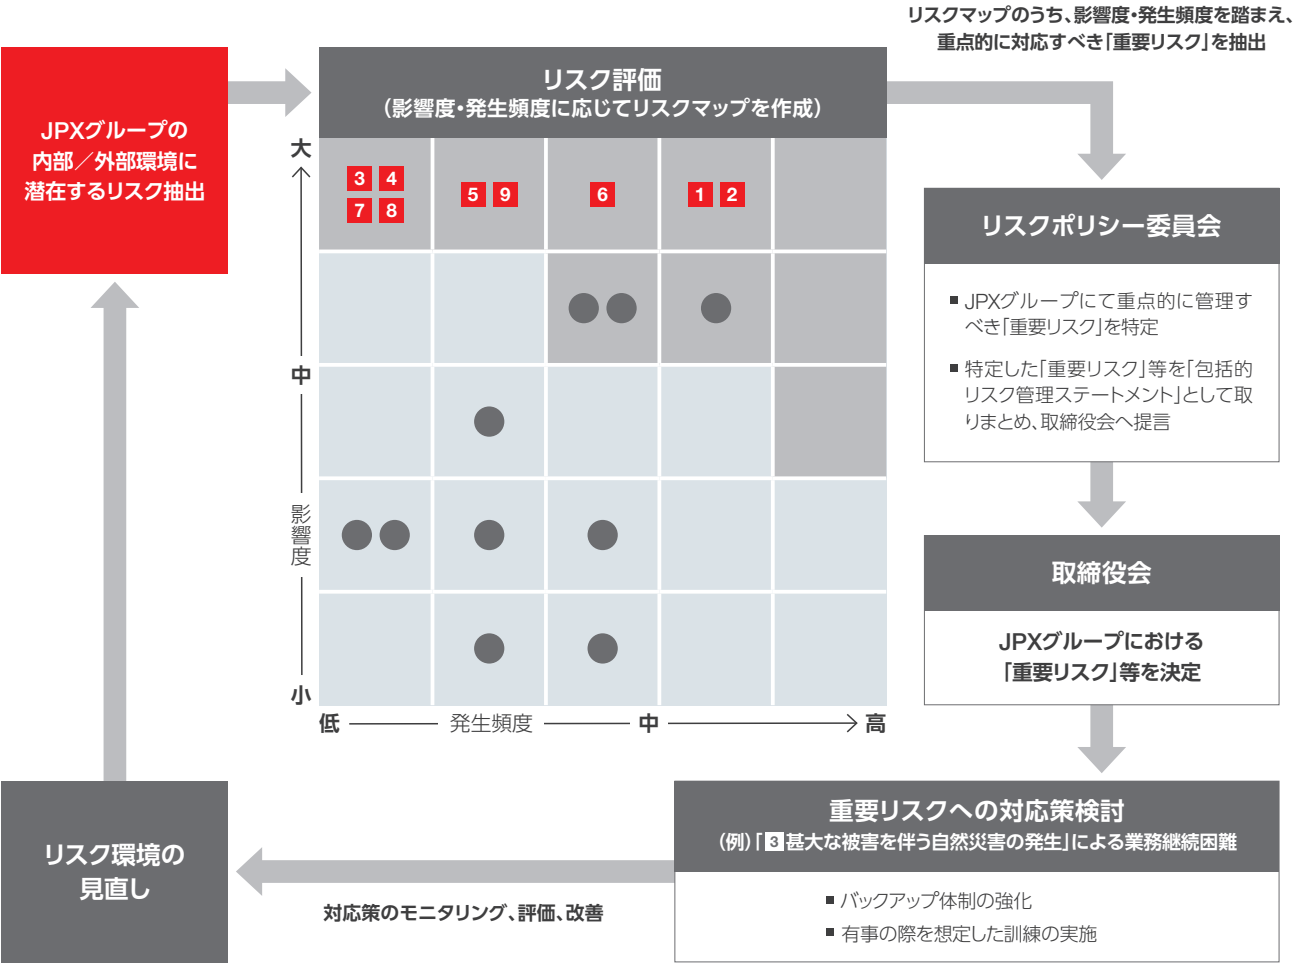 リスクマップのうち、影響度・発生頻度を踏まえ、
重点的に対応すべき「重要リスク」を抽出
JPXグループの
内部／外部環境に
潜在するリスク抽出
リスク評価
（影響度・発生頻度に応じてリスクマップを作成）
大
3 4
7 8
5 9
6
1 2
中
影響度
小
低
発生頻度
中
高
リスクポリシー委員会
■ JPXグループにて重点的に管理す
べき「重要リスク」を特定
■ 特定した「重要リスク」等を「包括的
リスク管理ステートメント」として取
りまとめ、取締役会へ提言
取締役会
JPXグループにおける
「重要リスク」等を決定
重要リスクへの対応策検討
（例）「3甚大な被害を伴う自然災害の発生」による業務継続困難
■ バックアップ体制の強化
■ 有事の際を想定した訓練の実施
対応策のモニタリング、評価、改善
リスク環境の
見直し